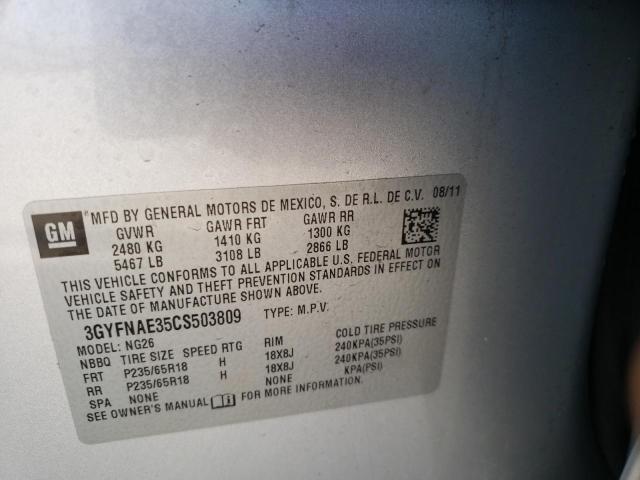 GM
MFD BY GENERAL MOTORS DE MEXICO, S. DE R.L. DE C.V. 08/11
GVWR GAWR FRT GAWR RR
2480 KG 1410 KG 1300 KG
5467 LB 3108 LB 2866 LB
THIS VEHICLE CONFORMS TO ALL APPLICABLE U.S. FEDERAL MOTOR
VEHICLE SAFETY AND THEFT PREVENTION STANDARDS IN EFFECT ON
THE DATE OF MANUFACTURE SHOWN ABOVE.
3GYFNAE35CS503809 TYPE: M.P.V.
MODEL: NG26
NBBQ TIRE SIZE SPEED RTG RIM COLD TIRE PRESSURE
FRT P235/65R18 H 18X8J 240KPA(35PSI)
RR P235/65R18 H 18X8J 240KPA(35PSI)
SPA NONE NONE KPA(PSI)
SEE OWNER'S MANUAL FOR MORE INFORMATION.